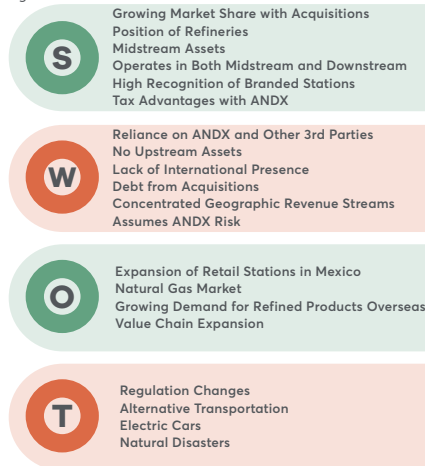 S
Growing Market Share with Acquisitions
Position of Refineries
Midstream Assets
Operates in Both Midstream and Downstream
High Recognition of Branded Stations
Tax Advantages with ANDX
W
Reliance on ANDX and Other 3rd Parties
No Upstream Assets
Lack of International Presence
Debt from Acquisitions
Concentrated Geographic Revenue Streams
Assumes ANDX Risk
O
Expansion of Retail Stations in Mexico
Natural Gas Market
Growing Demand for Refined Products Overseas
Value Chain Expansion
T
Regulation Changes
Alternative Transportation
Electric Cars
Natural Disasters